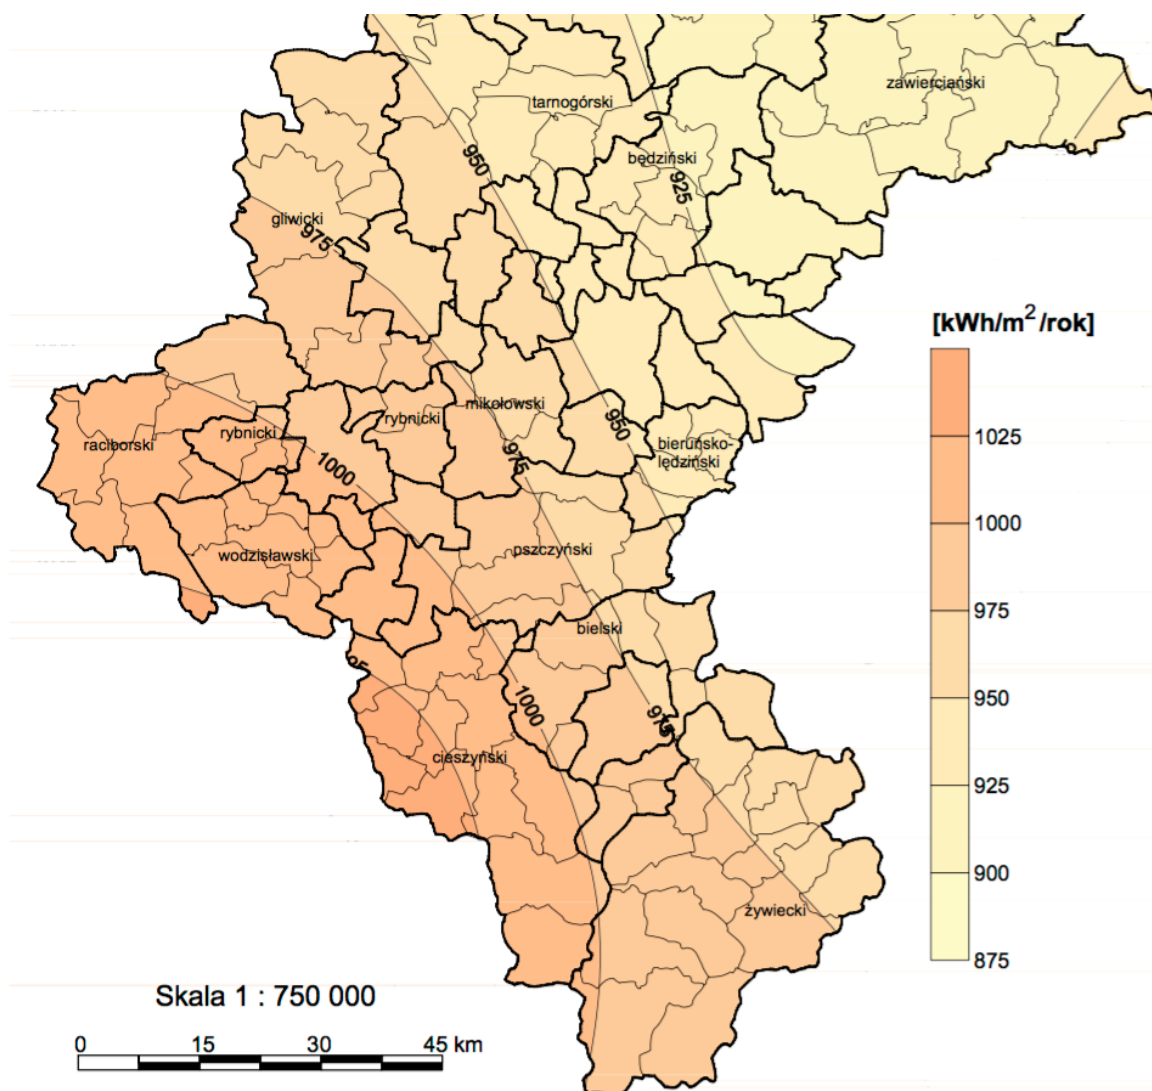 zawierciański
tarnogórski
950
będziński
925
gliwicki
975
[kWh/m²/rok]
1025
1000
975
950
925
900
875
mikołowski
rybnicki
950
raciborski
rybnicki
bieruńsko-
lędziński
1000
975
wodzisławski
pszczyński
bielski
1000
975
cieszyński
żywiecki
Skala 1 : 750 000
0 15 30 45 km